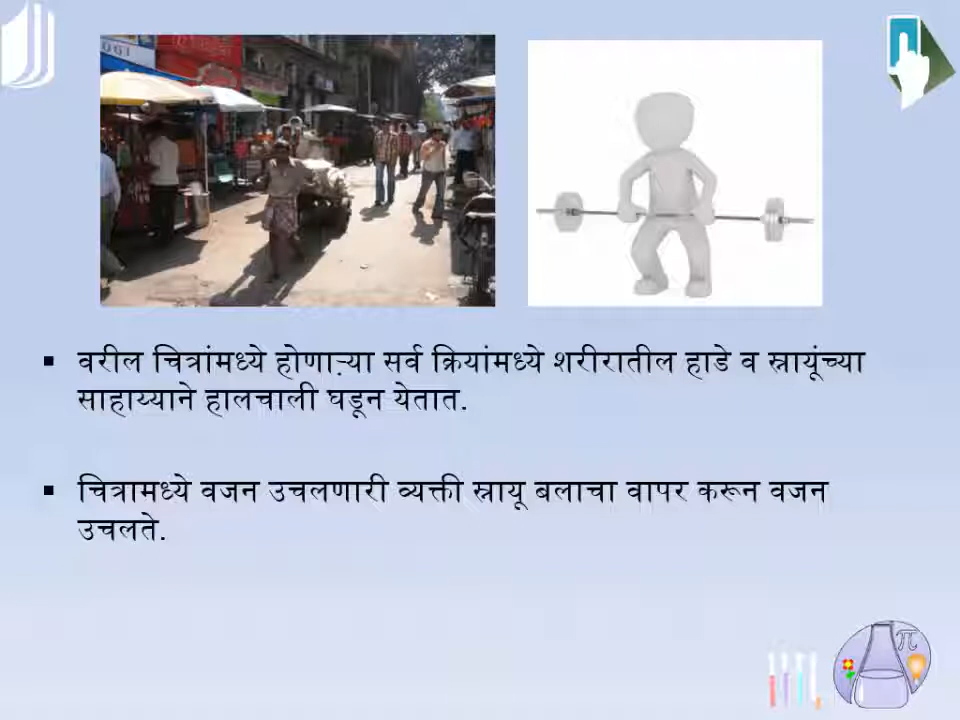 ▪ वरील चित्रांमध्ये होणाऱ्या सर्व क्रियांमध्ये शरीरातील हाडे व स्नायूंच्या
साहाय्याने हालचाली घडून येतात.
▪ चित्रामध्ये वजन उचलणारी व्यक्ती स्नायू बलाचा वापर करून वजन
उचलते.
π